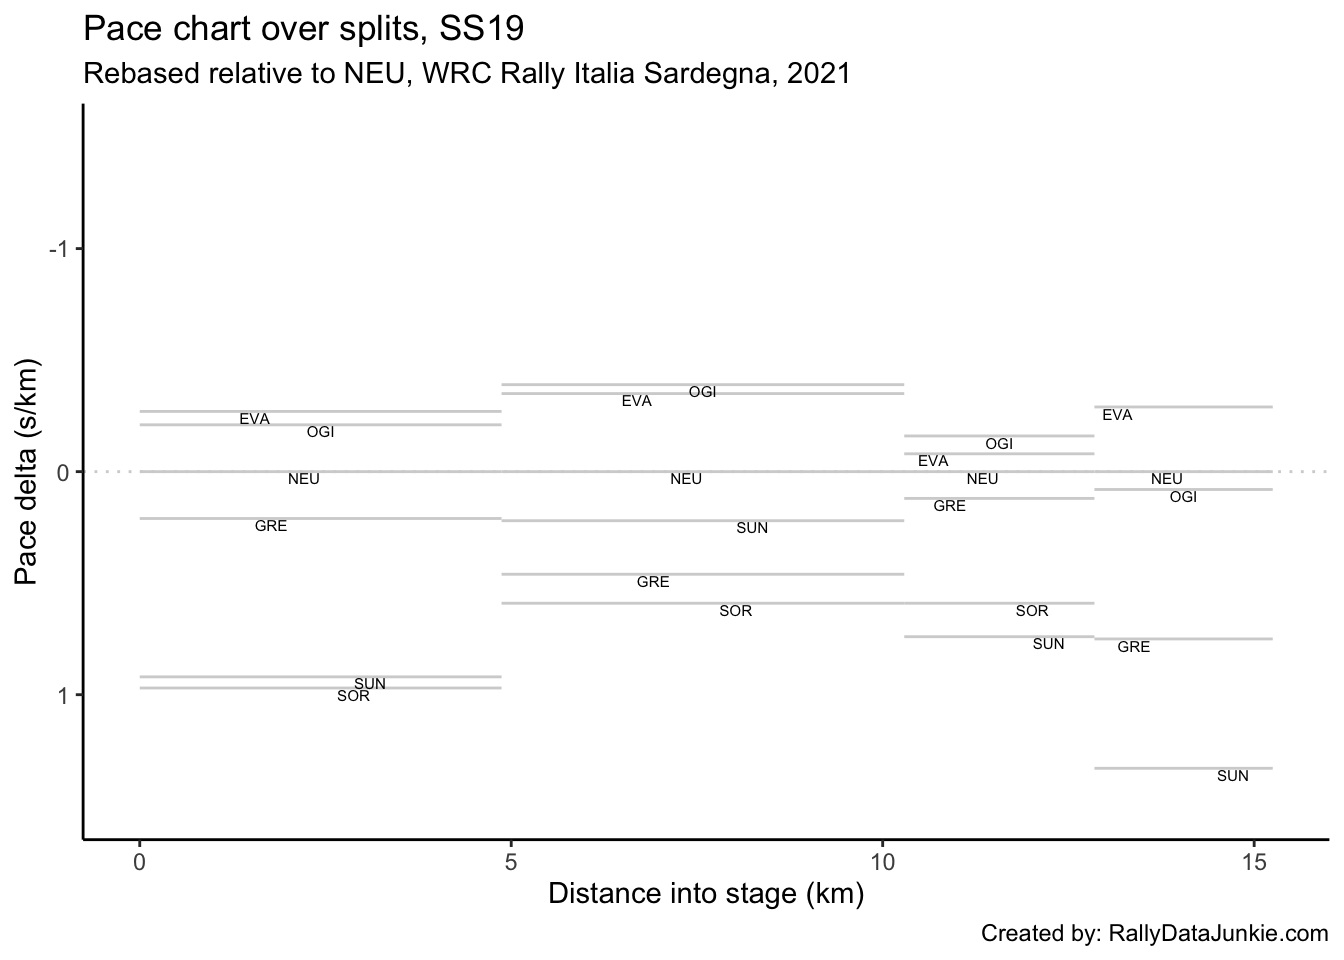 Pace chart over splits, SS19
Rebased relative to NEU, WRC Rally Italia Sardegna, 2021
Pace delta (s/km)
-1
0
1
EVA
OGI
NEU
GRE
SUN
SOR
OGI
EVA
NEU
SUN
GRE
SOR
OGI
EVA
NEU
GRE
SOR
SUN
EVA
NEU
OGI
GRE
SUN
0
5
10
15
Distance into stage (km)
Created by: RallyDataJunkie.com